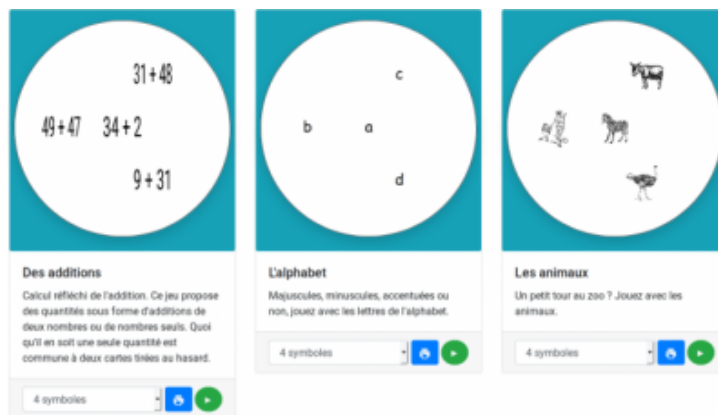 31 + 48
49 + 47 34 + 2
9 + 31
Des additions
Calcul réfléchi de l'addition. Ce jeu propose
des quantités sous forme d'additions de
deux nombres ou de nombres seuls. Quoi
qu'il en soit une seule quantité est
commune à deux cartes tirées au hasard.
4 symboles
c
b a
d
L'alphabet
Majuscules, minuscules, accentuées ou
non, jouez avec les lettres de l'alphabet.
4 symboles
Les animaux
Un petit tour au zoo ? Jouez avec les
animaux.
4 symboles